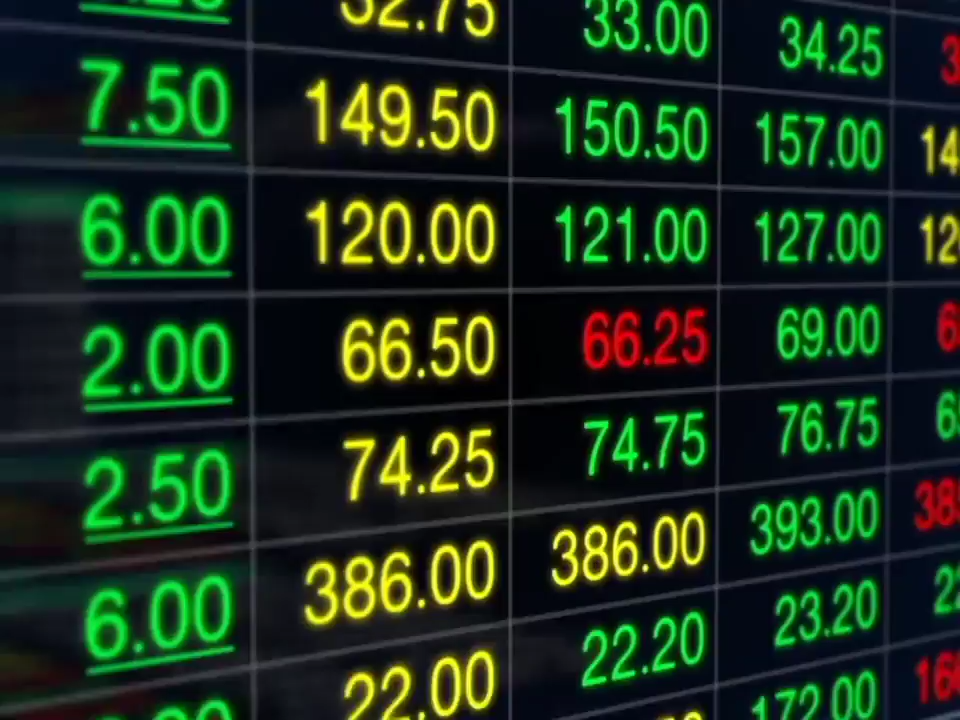 32.75 33.00 34.25
7.50 149.50 150.50 157.00
6.00 120.00 121.00 127.00
2.00 66.50 66.25 69.00
2.50 74.25 74.75 76.75
6.00 386.00 386.00 393.00
22.00 22.20 23.20
172.00